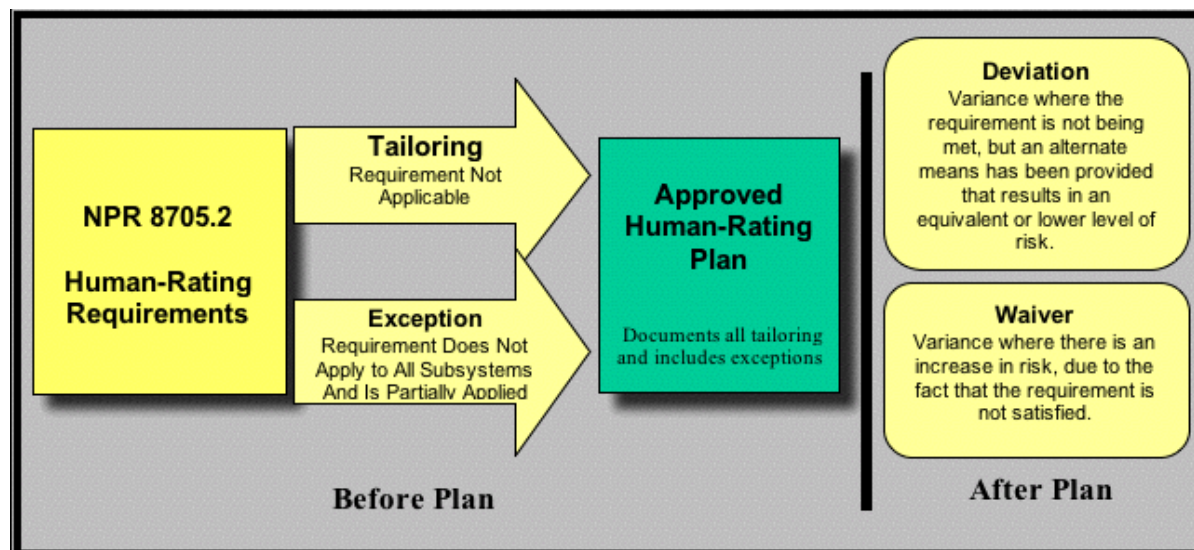 NPR 8705.2
Human-Rating
Requirements
Tailoring
Requirement Not
Applicable
Exception
Requirement Does Not
Apply to All Subsystems
And Is Partially Applied
Approved
Human-Rating
Plan
Documents all tailoring
and includes exceptions
Before Plan
Deviation
Variance where the
requirement is not being
met, but an alternate
means has been provided
that results in an
equivalent or lower level of
risk.
Waiver
Variance where there is an
increase in risk, due to the
fact that the requirement is
not satisfied.
After Plan